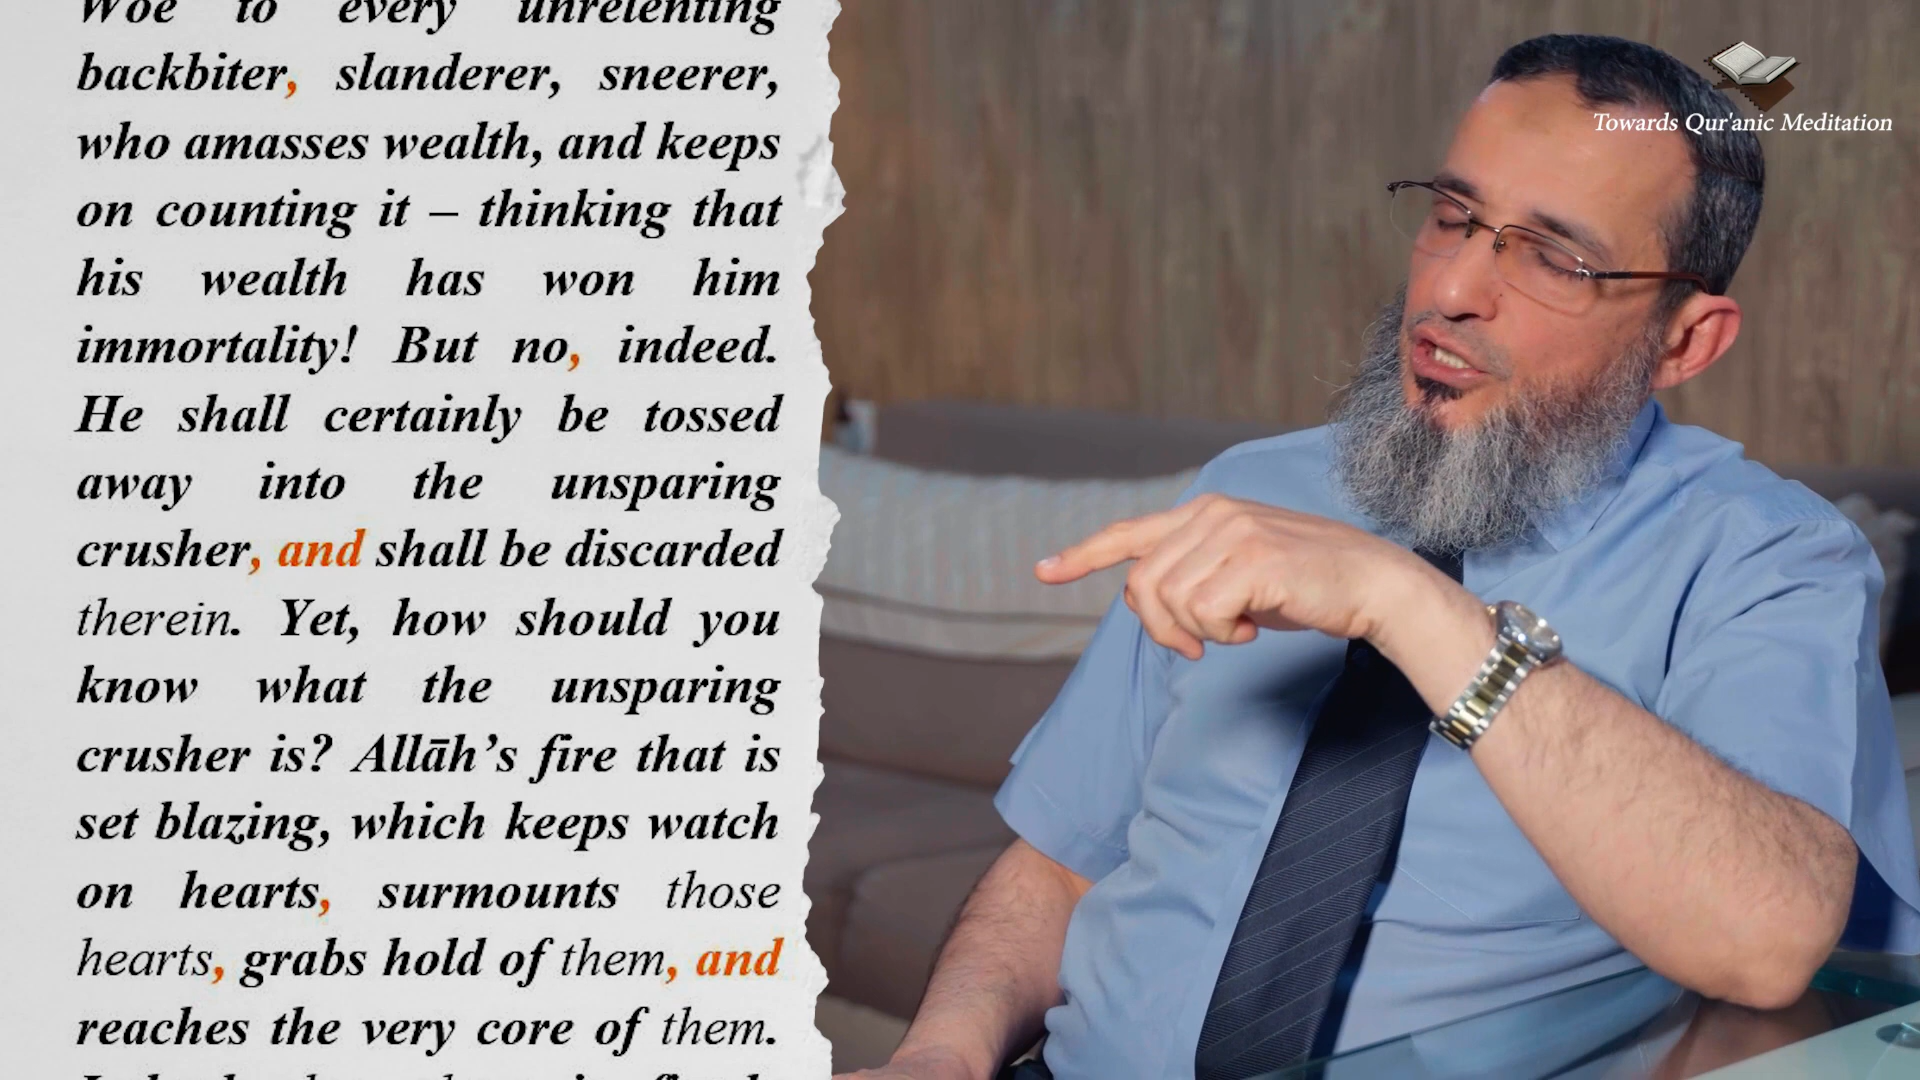 Woe to every unrelenting
backbiter, slanderer, sneerer,
who amasses wealth, and keeps
on counting it – thinking that
his wealth has won him
immortality! But no, indeed.
He shall certainly be tossed
away into the unsparing
crusher, and shall be discarded
therein. Yet, how should you
know what the unsparing
crusher is? Allāh’s fire that is
set blazing, which keeps watch
on hearts, surmounts those
hearts, grabs hold of them, and
reaches the very core of them.
Towards Qur'anic Meditation